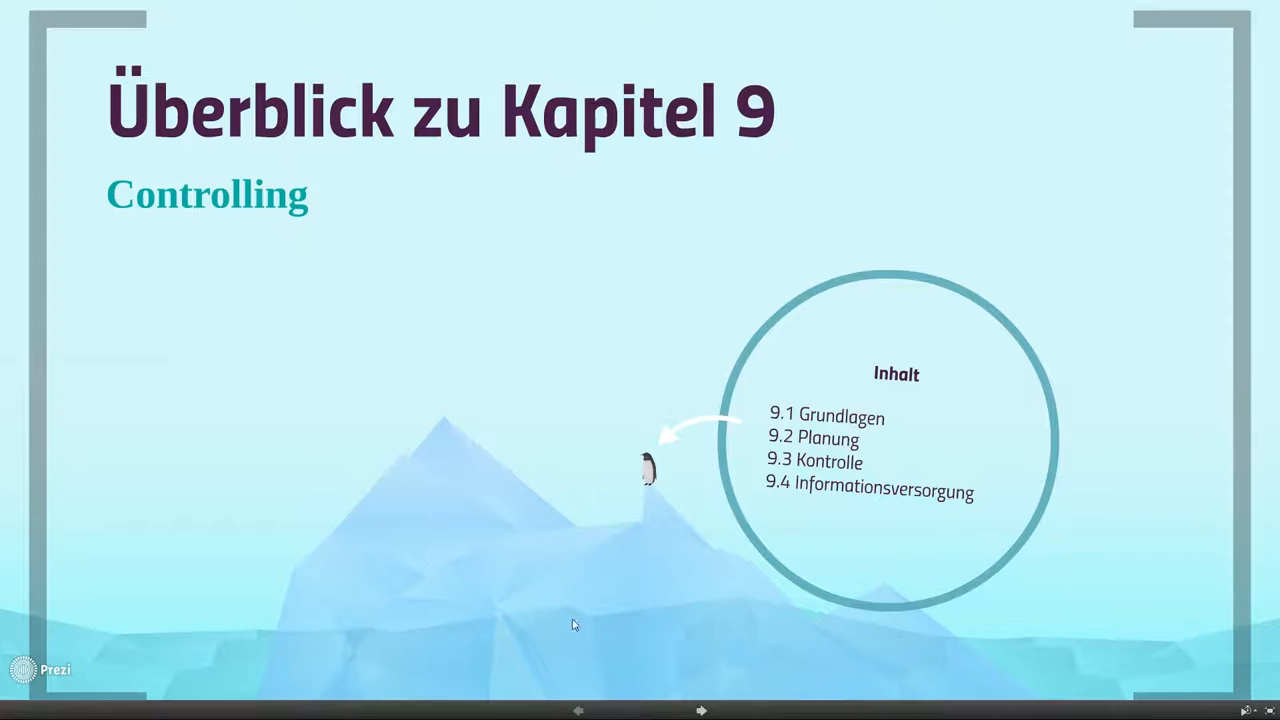 Überblick zu Kapitel 9
Controlling
Inhalt
9.1 Grundlagen
9.2 Planung
9.3 Kontrolle
9.4 Informationsversorgung
Prezi